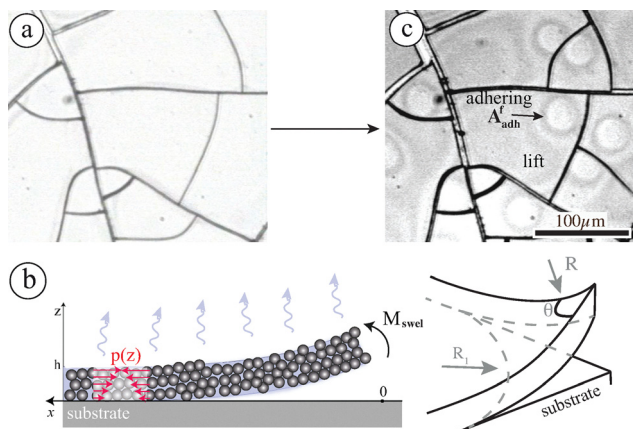 a
c
adhering
A^f_adh
lift
100μm
b
z
h
p(z)
M_swel
x
substrate
0
R
θ
R_1
substrate